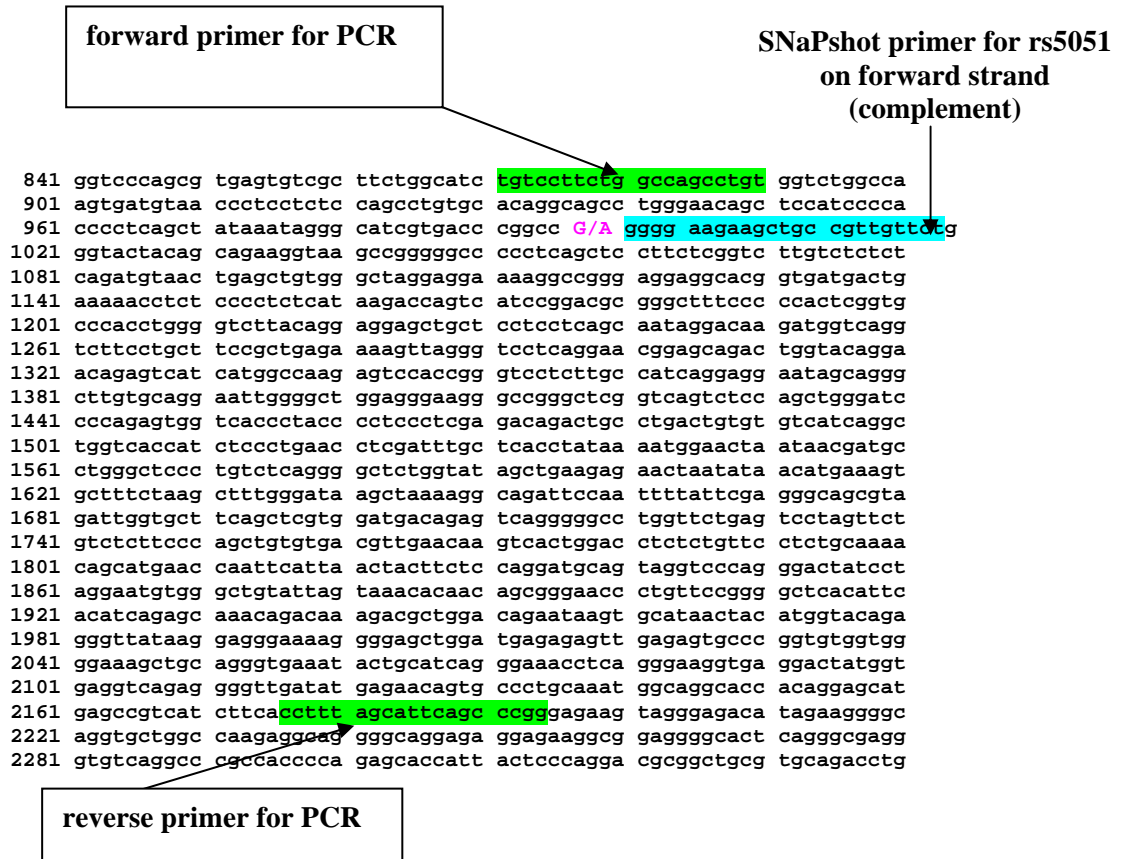 forward primer for PCR
SNaPshot primer for rs5051
on forward strand
(complement)
841 ggtcccagcg tgagtgtcgc ttctggcatc tgtccttctg gccagcctgt ggtctggcca
901 agtgatgtaa ccctcctctc cagcctgtgc acaggcagcc tgggaacagc tccatcccca
961 cccctcagct ataaataggg catcgtgacc cggcc G/A gggg aagaagctgc cgttgttctg
1021 ggtactacag cagaaggtaa gccgggggcc ccctcagctc cttctcggtc ttgtctctct
1081 cagatgtaac tgagctgtgg gctaggagga aaaggccggg aggaggcacg gtgatgactg
1141 aaaaacctct cccctctcat aagaccagtc atccggacgc gggctttccc ccactcggtg
1201 cccacctggg gtcttacagg aggagctgct cctcctcagc aataggacaa gatggtcagg
1261 tcttcctgct tccgctgaga aaagttaggg tcctcaggaa cggagcagac tggtacagga
1321 acagagtcat catggccaag agtccaccgg gtcctcttgc catcaggagg aatagcaggg
1381 cttgtgcagg aattggggct ggagggaagg gccgggctcg gtcagtctcc agctgggatc
1441 cccagagtgg tcaccctacc cctccctcga gacagactgc ctgactgtgt gtcatcaggc
1501 tggtcaccat ctccctgaac ctcgatttgc tcacctataa aatggaacta ataacgatgc
1561 ctgggctccc tgtctcaggg gctctggtat agctgaagag aactaatata acatgaaagt
1621 gctttctaag ctttgggata agctaaaagg cagattccaa ttttattcga gggcagcgta
1681 gattggtgct tcagctcgtg gatgacagag tcagggggcc tggttctgag tcctagttct
1741 gtctcttccc agctgtgtga cgttgaacaa gtcactggac ctctctgttc ctctgcaaaa
1801 cagcatgaac caattcatta actacttctc caggatgcag taggtcccag ggactatcct
1861 aggaatgtgg gctgtattag taaacacaac agcgggaacc ctgttccggg gctcacattc
1921 acatcagagc aaacagacaa agacgctgga cagaataagt gcataactac atggtacaga
1981 gggttataag gagggaaaag gggagctgga tgagagagtt gagagtgccc ggtgtggtgg
2041 ggaaagctgc agggtgaaat actgcatcag ggaaacctca gggaaggtga ggactatggt
2101 gaggtcagag gggttgatat gagaacagtg ccctgcaaat ggcaggcacc acaggagcat
2161 gagccgtcat cttcaccttt agcattcagc ccgggagaag tagggagaca tagaaggggc
2221 aggtgctggc caagaggcag gggcaggaga ggagaaggcg gaggggcact cagggcgagg
2281 gtgtcaggcc cgccacccca gagcaccatt actcccagga cgcggctgcg tgcagacctg
reverse primer for PCR